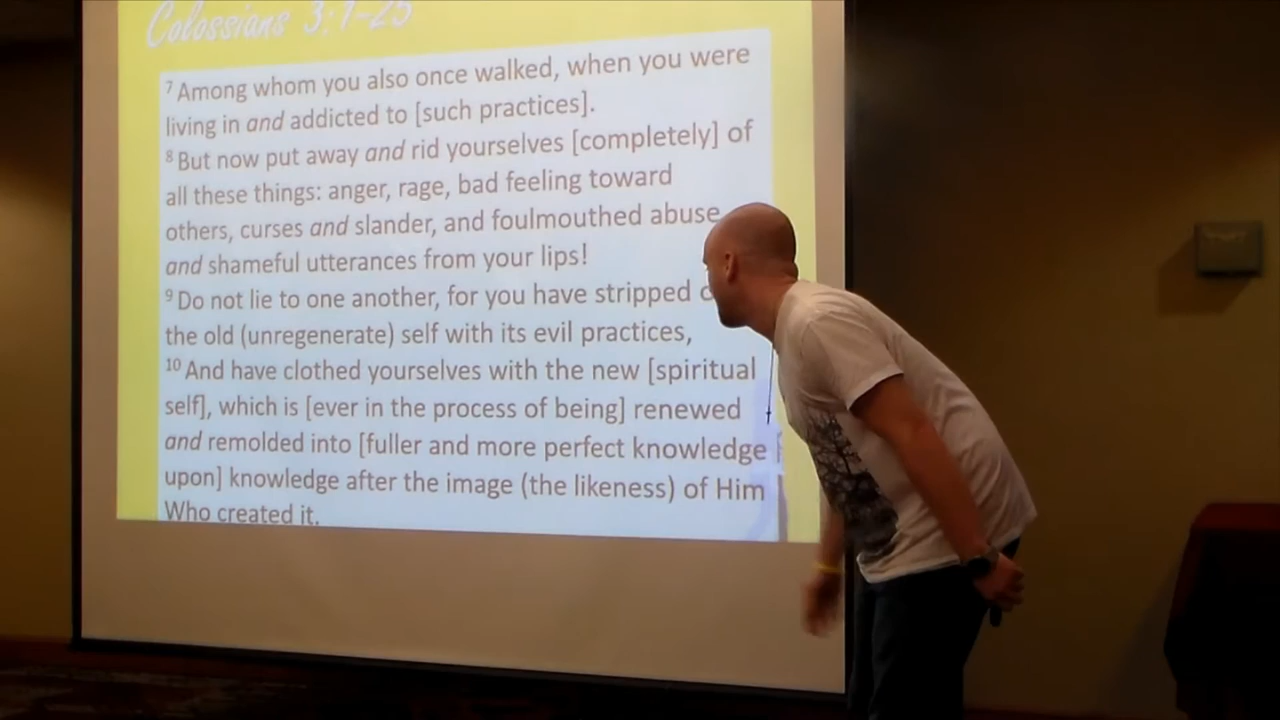 Colossians 3:1-25
7 Among whom you also once walked, when you were
living in and addicted to [such practices].
8 But now put away and rid yourselves [completely] of
all these things: anger, rage, bad feeling toward
others, curses and slander, and foulmouthed abuse
and shameful utterances from your lips!
9 Do not lie to one another, for you have stripped
the old (unregenerate) self with its evil practices,
10 And have clothed yourselves with the new [spiritual
self], which is [ever in the process of being] renewed
and remolded into [fuller and more perfect knowledge
upon] knowledge after the image (the likeness) of Him
Who created it.